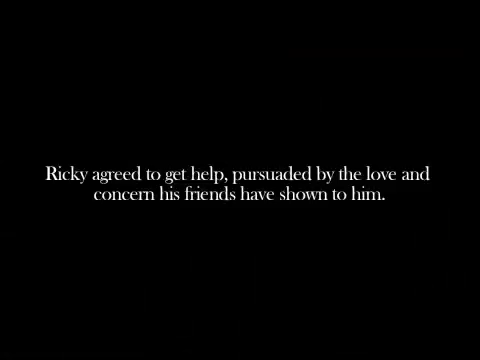 Ricky agreed to get help, pursuaded by the love and
concern his friends have shown to him.